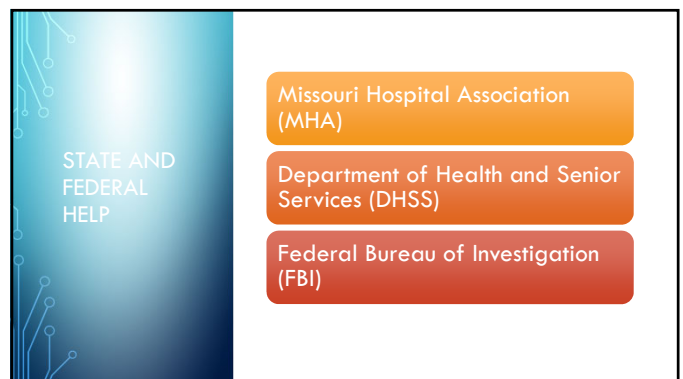 STATE AND
FEDERAL
HELP
Missouri Hospital Association
(MHA)
Department of Health and Senior
Services (DHSS)
Federal Bureau of Investigation
(FBI)